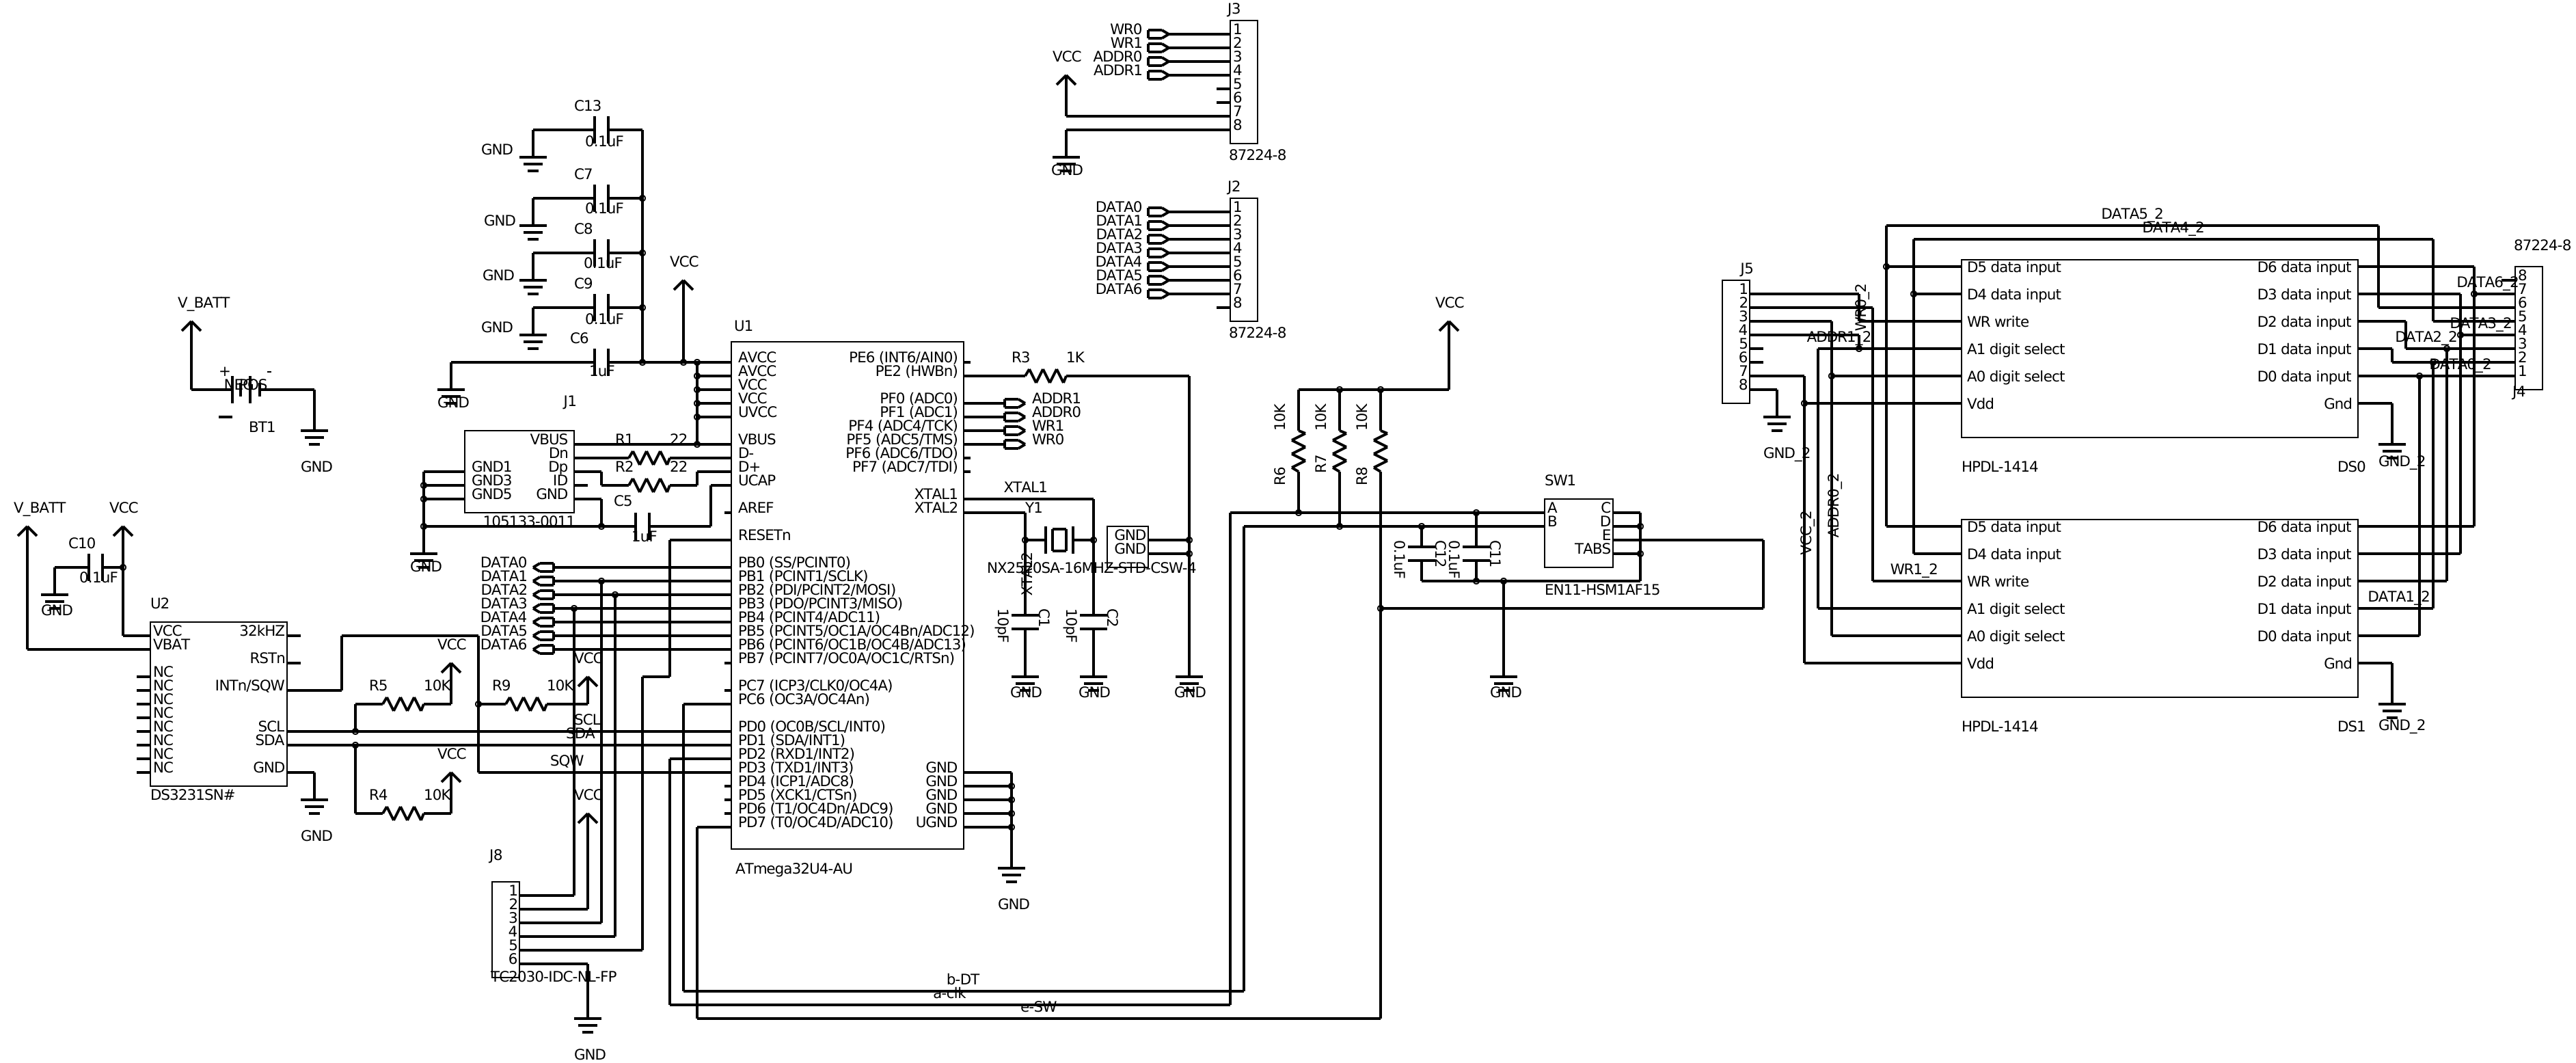 J3
WR0
WR1
ADDR0
ADDR1
VCC
1
2
3
4
5
6
7
8
GND
87224-8
J2
DATA0
DATA1
DATA2
DATA3
DATA4
DATA5
DATA6
1
2
3
4
5
6
7
8
87224-8
C13
0.1uF
GND
C7
0.1uF
GND
C8
0.1uF
GND
C9
0.1uF
GND
C6
1uF
GND
VCC
V_BATT
+ -
BT1
GND
J1
VBUS
Dn
GND1 Dp
GND3 ID
GND5 GND
105133-0011
GND
R1 22
R2 22
C5
1uF
U1
AVCC
AVCC
VCC
VCC
UVCC
VBUS
D-
D+
UCAP
AREF
RESETn
PB0 (SS/PCINT0)
PB1 (PCINT1/SCLK)
PB2 (PDI/PCINT2/MOSI)
PB3 (PDO/PCINT3/MISO)
PB4 (PCINT4/ADC11)
PB5 (PCINT5/OC1A/OC4Bn/ADC12)
PB6 (PCINT6/OC1B/OC4B/ADC13)
PB7 (PCINT7/OC0A/OC1C/RTSn)
PC7 (ICP3/CLK0/OC4A)
PC6 (OC3A/OC4An)
PD0 (OC0B/SCL/INT0)
PD1 (SDA/INT1)
PD2 (RXD1/INT2)
PD3 (TXD1/INT3)
PD4 (ICP1/ADC8)
PD5 (XCK1/CTSn)
PD6 (T1/OC4Dn/ADC9)
PD7 (T0/OC4D/ADC10)
PE6 (INT6/AIN0)
PE2 (HWBn)
PF0 (ADC0)
PF1 (ADC1)
PF4 (ADC4/TCK)
PF5 (ADC5/TMS)
PF6 (ADC6/TDO)
PF7 (ADC7/TDI)
XTAL1
XTAL2
GND
GND
GND
GND
UGND
ATmega32U4-AU
GND
R3 1K
ADDR1
ADDR0
WR1
WR0
XTAL1
Y1
GND
GND
NX2520SA-16MHZ-STD-CSW-4
XTAL2
10pF
C1
10pF
C2
GND
GND
GND
DATA0
DATA1
DATA2
DATA3
DATA4
DATA5
DATA6
V_BATT
VCC
C10
0.1uF
GND
U2
VCC
VBAT
NC
NC
NC
NC
NC
NC
NC
NC
32kHZ
RSTn
INTn/SQW
SCL
SDA
GND
DS3231SN#
GND
VCC
R5 10K
VCC
R9 10K
SCL
SDA
SQW
VCC
R4 10K
VCC
J8
1
2
3
4
5
6
TC2030-IDC-NL-FP
GND
b-DT
a-clk
e-SW
VCC
R6 10K
R7 10K
R8 10K
0.1uF
C12
0.1uF
C11
GND
SW1
A C
B D
E
TABS
EN11-HSM1AF15
J5
1
2
3
4
5
6
7
8
GND_2
WR0_2
ADDR1_2
VCC_2
ADDR0_2
WR1_2
DATA5_2
DATA4_2
D5 data input D6 data input
D4 data input D3 data input
WR write D2 data input
A1 digit select D1 data input
A0 digit select D0 data input
Vdd Gnd
HPDL-1414 DS0
GND_2
D5 data input D6 data input
D4 data input D3 data input
WR write D2 data input
A1 digit select D1 data input
A0 digit select D0 data input
Vdd Gnd
HPDL-1414 DS1
GND_2
87224-8
8
7
6
5
4
3
2
1
J4
DATA6_2
DATA3_2
DATA2_2
DATA0_2
DATA1_2